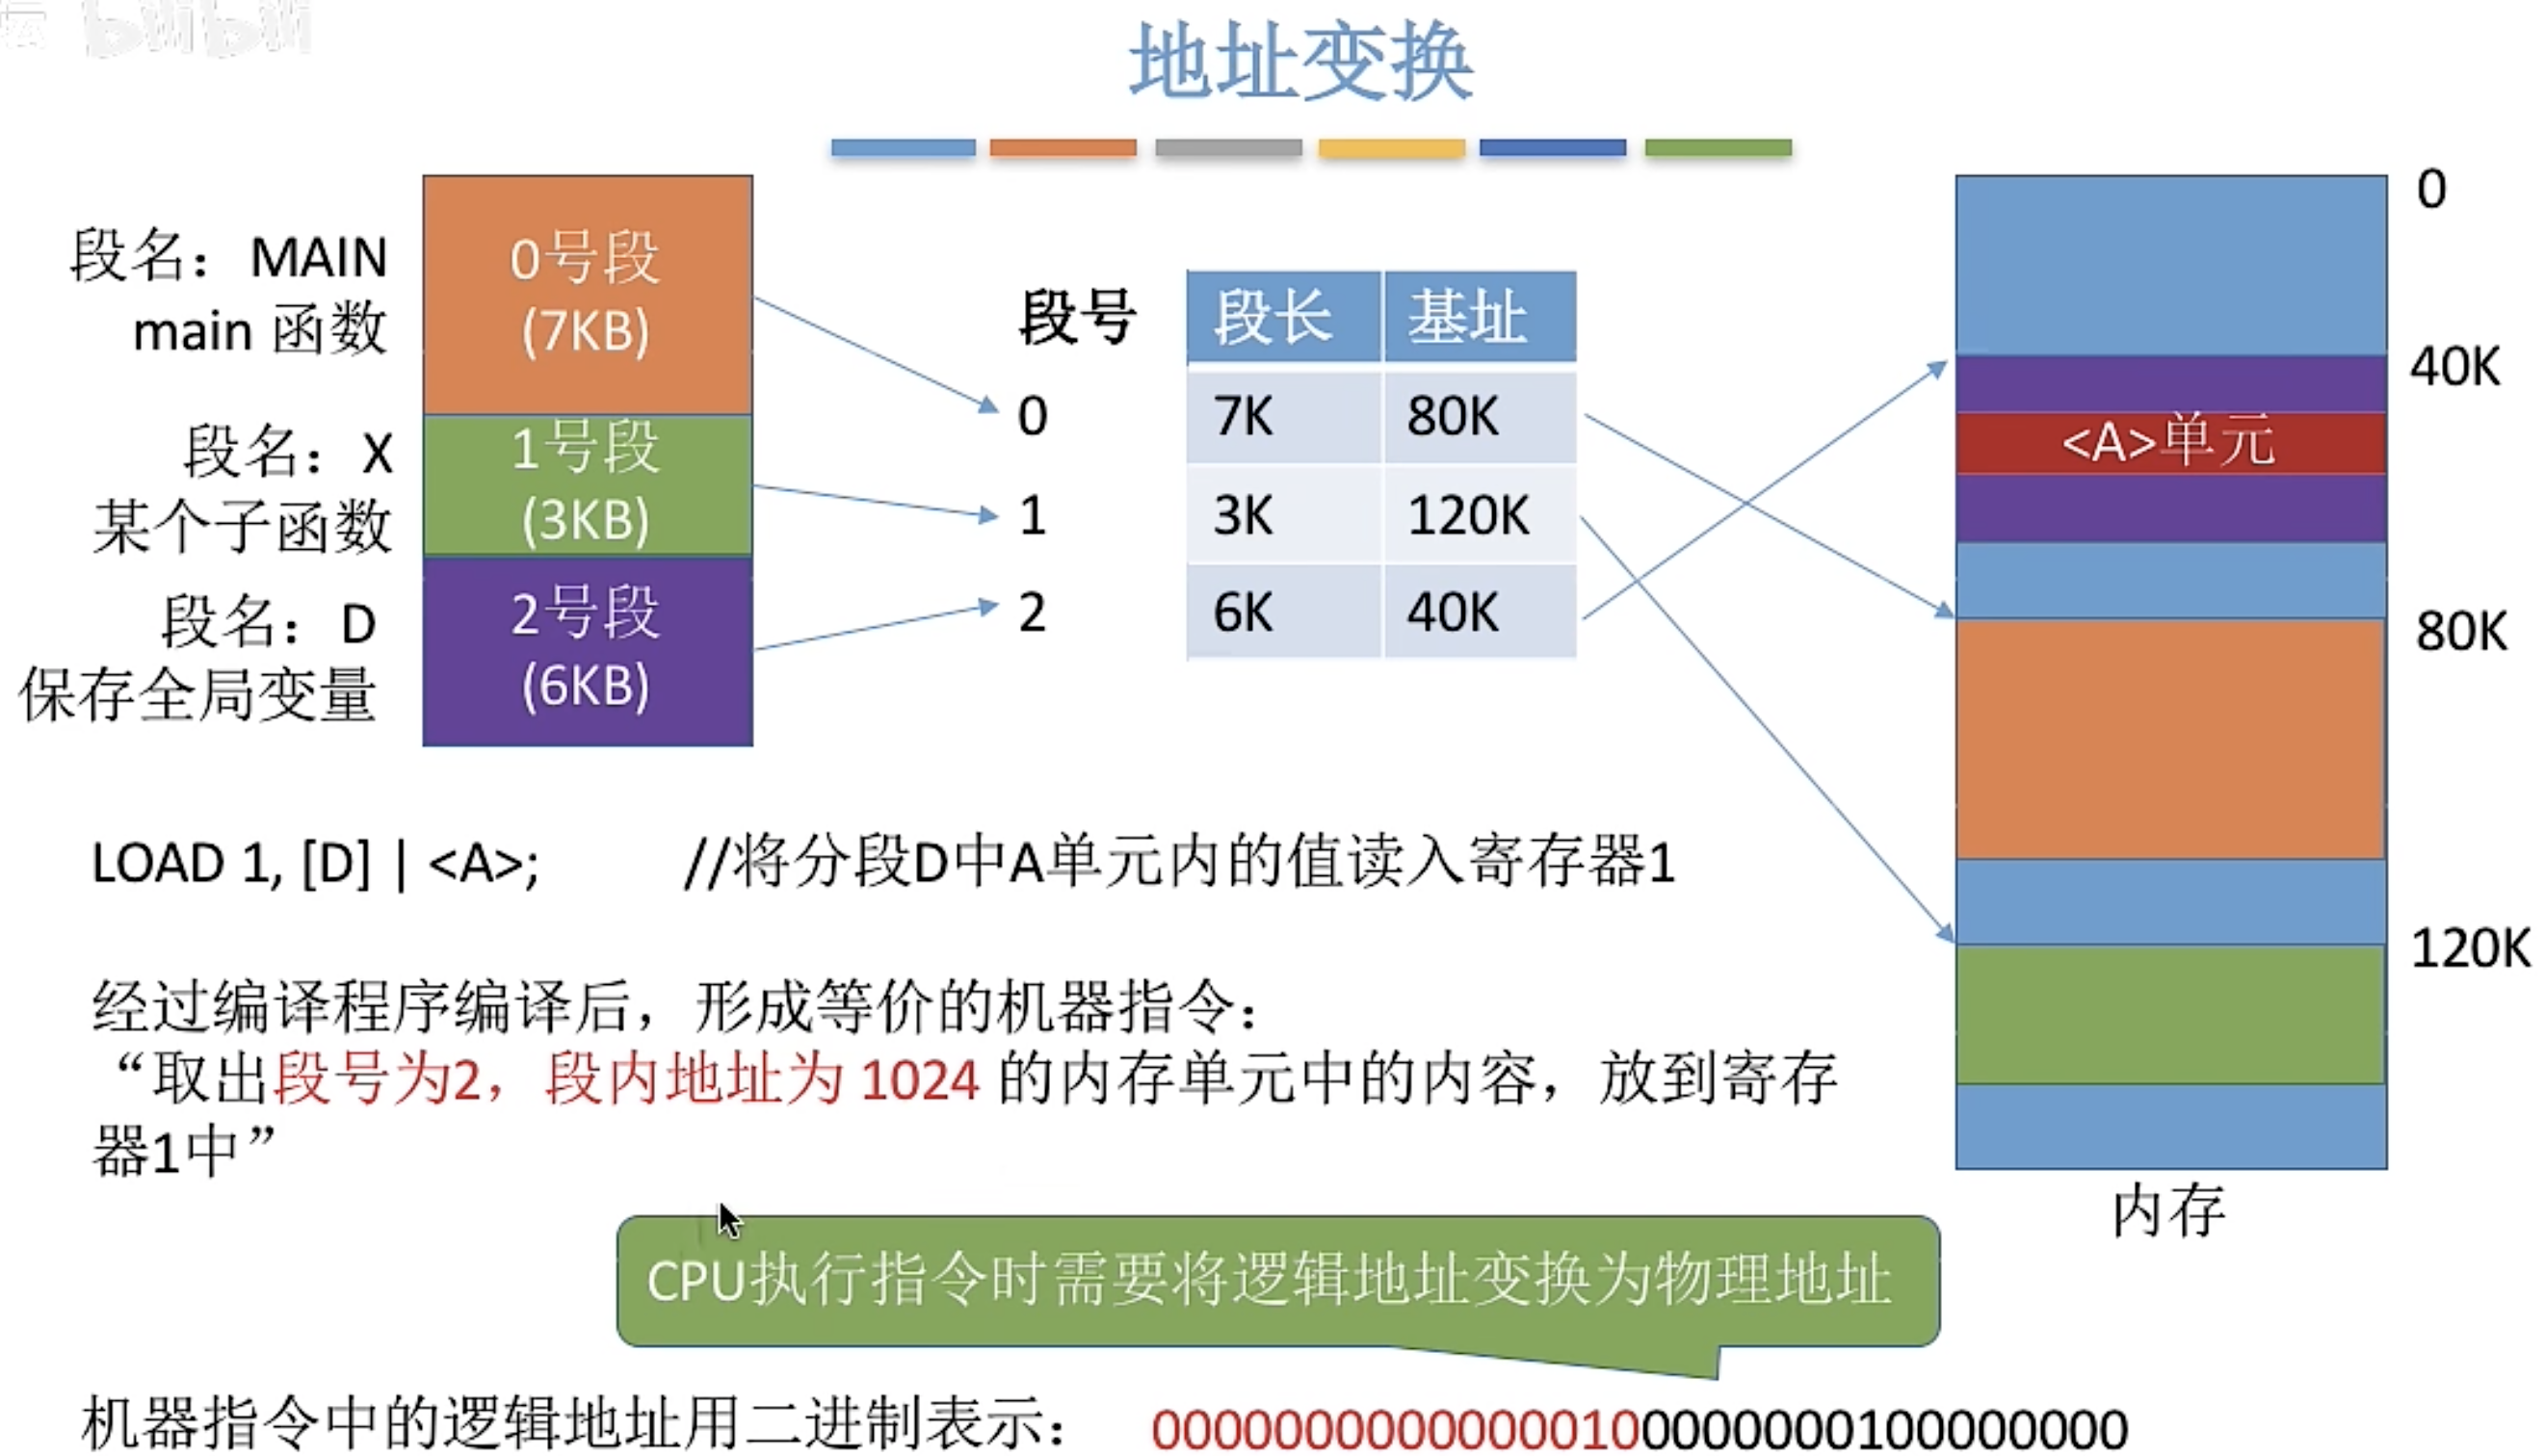 bilibili
地址变换
段名：MAIN
main 函数
0号段
(7KB)
段名：X
某个子函数
1号段
(3KB)
段名：D
保存全局变量
2号段
(6KB)
段号 段长 基址
0 7K 80K
1 3K 120K
2 6K 40K
0
40K
<A>单元
80K
120K
内存
LOAD 1, [D] | <A>; //将分段D中A单元内的值读入寄存器1
经过编译程序编译后，形成等价的机器指令：
“取出段号为2，段内地址为 1024 的内存单元中的内容，放到寄存
器1中”
CPU执行指令时需要将逻辑地址变换为物理地址
机器指令中的逻辑地址用二进制表示： 00000000000000100000000100000000